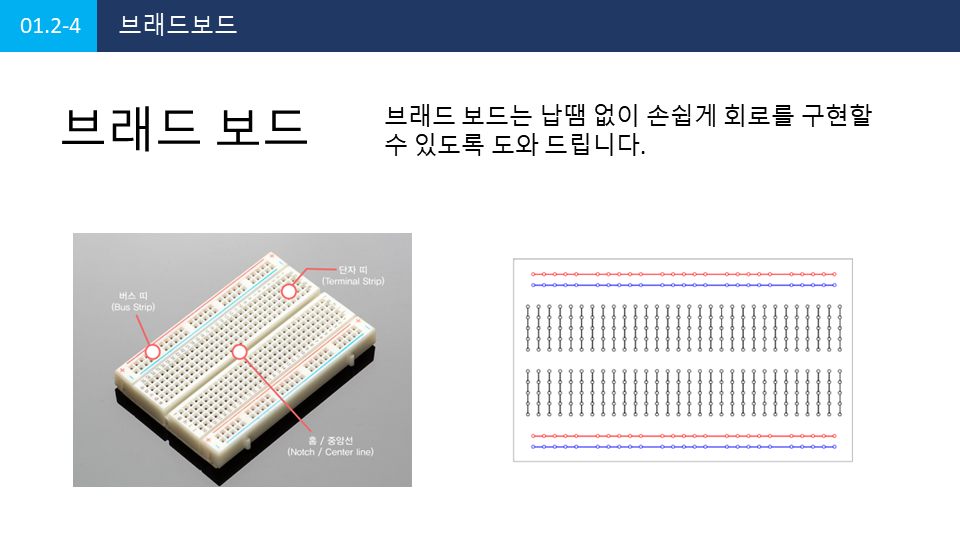 01.2-4
브래드보드
브래드 보드
브래드 보드는 납땜 없이 손쉽게 회로를 구현할
수 있도록 도와 드립니다.
단자 띠
(Terminal Strip)
버스 띠
(Bus Strip)
홈 / 중앙선
(Notch / Center line)